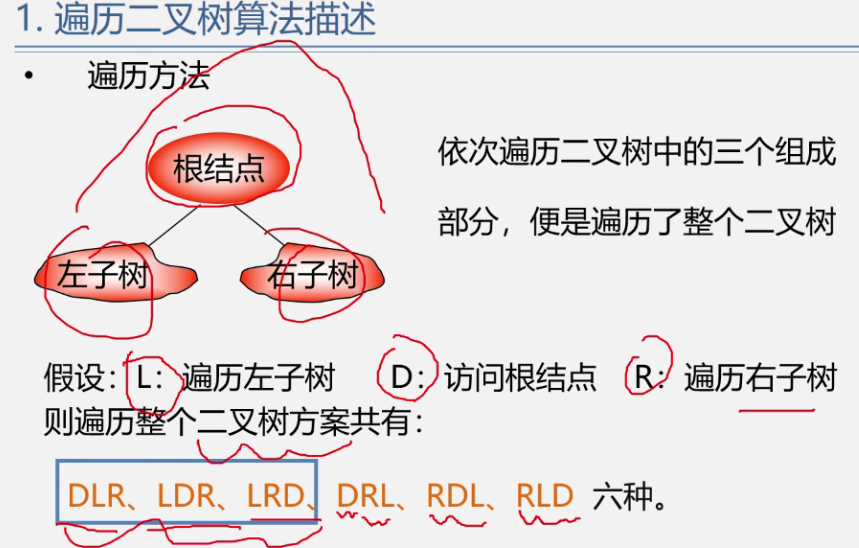 1. 遍历二叉树算法描述
• 遍历方法
根结点
左子树
右子树
依次遍历二叉树中的三个组成
部分，便是遍历了整个二叉树
假设：L：遍历左子树 D：访问根结点 R：遍历右子树
则遍历整个二叉树方案共有：
DLR、LDR、LRD、DRL、RDL、RLD 六种。